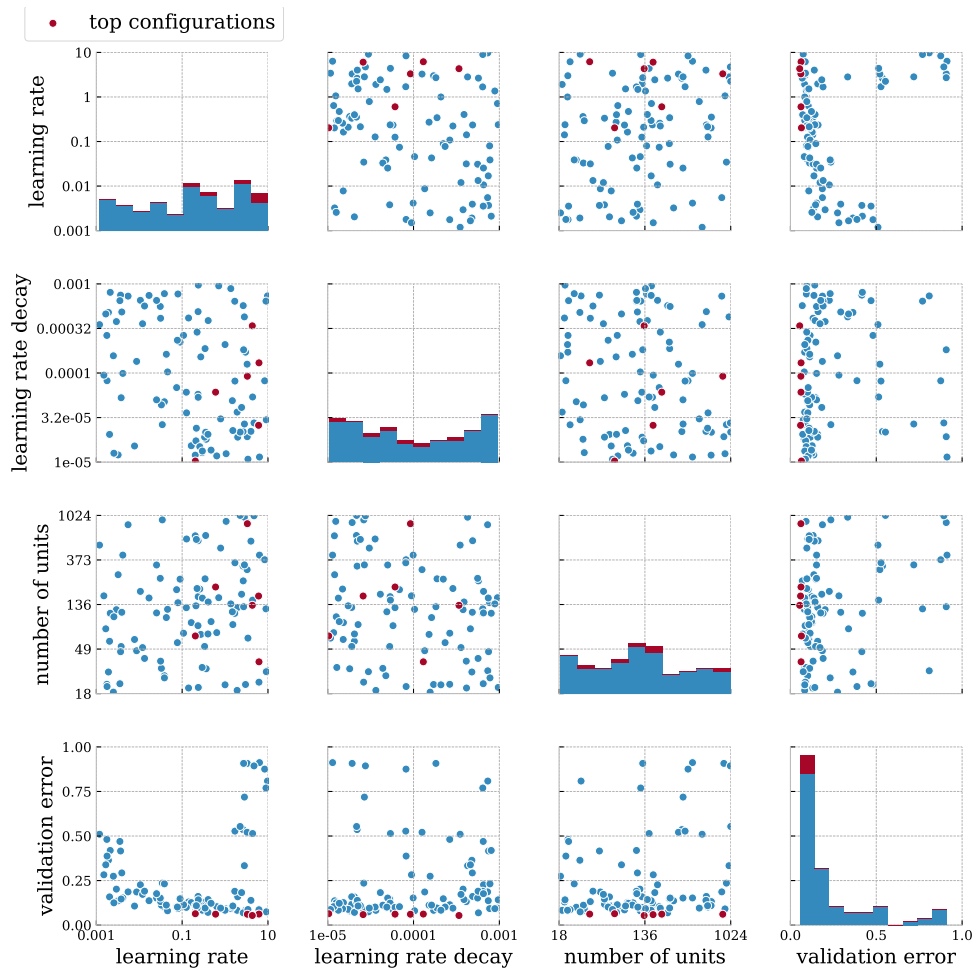 top configurations
learning rate
10
1
0.1
0.01
0.001
learning rate decay
0.001
0.00032
0.0001
3.2e-05
1e-05
number of units
1024
373
136
49
18
validation error
1.00
0.75
0.50
0.25
0.00
0.001 0.1 10
1e-05 0.0001 0.001
18 136 1024
0.0 0.5 1.0
learning rate
learning rate decay
number of units
validation error